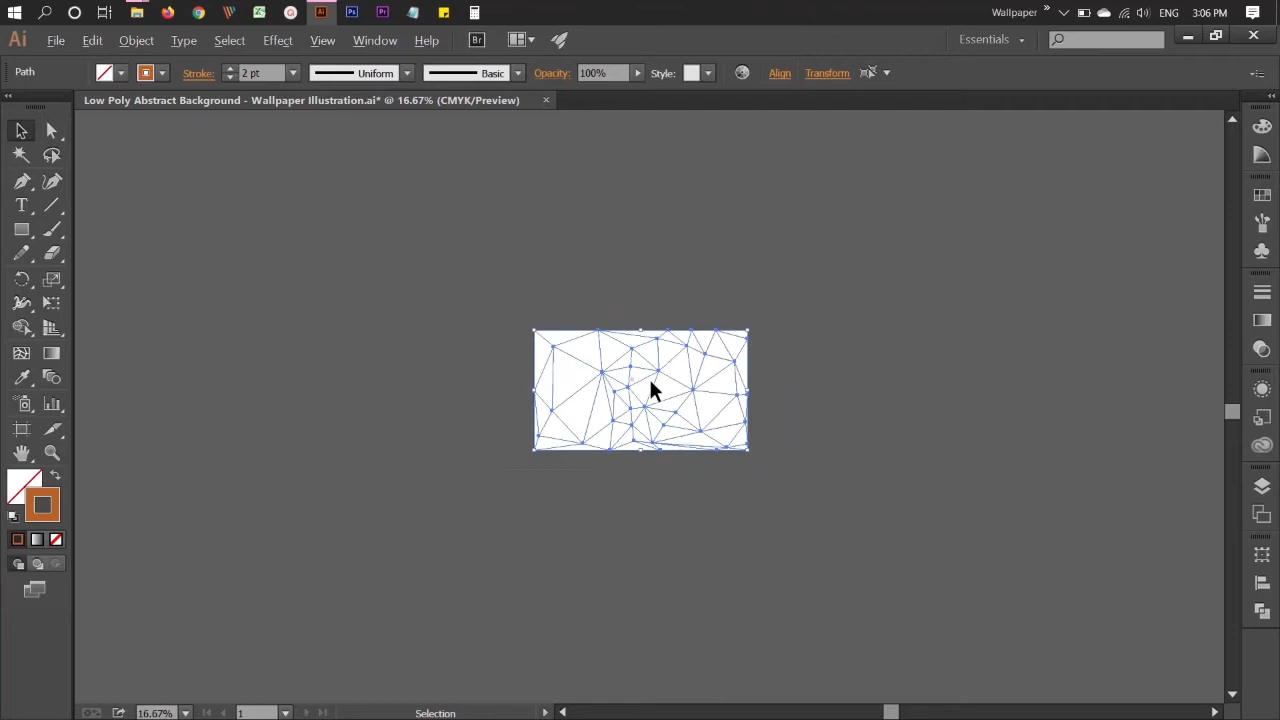 Wallpaper
ENG
3:06 PM
Ai
File
Edit
Object
Type
Select
Effect
View
Window
Help
Br
Essentials
Path
Stroke:
2 pt
Uniform
Basic
Opacity:
100%
Style:
Align
Transform
Low Poly Abstract Background - Wallpaper Illustration.ai* @ 16.67% (CMYK/Preview)
16.67%
1
Selection